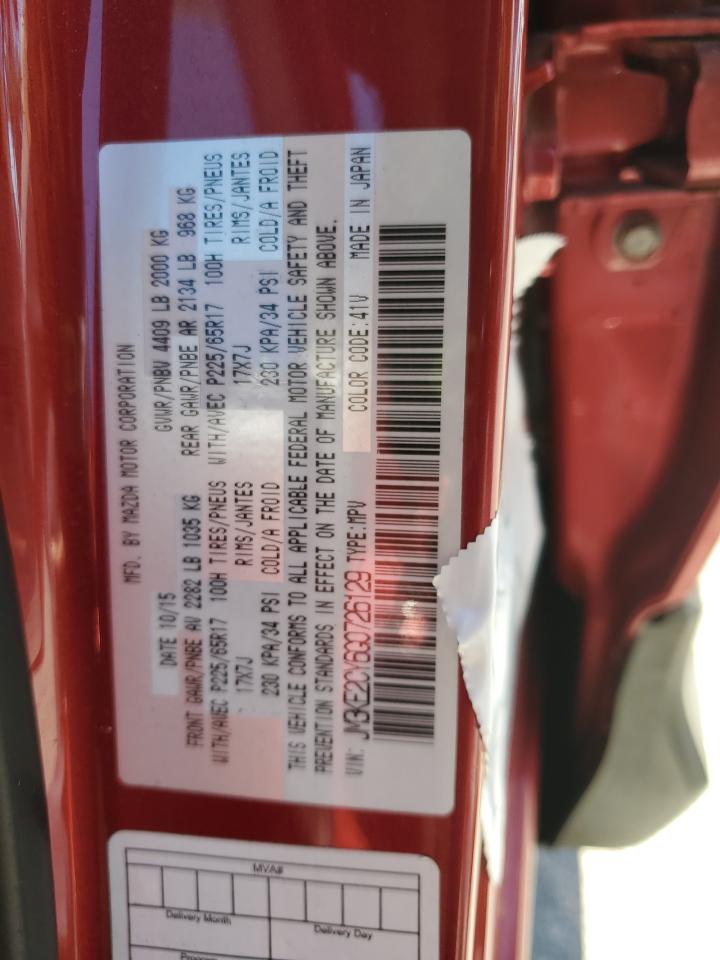 MFD. BY MAZDA MOTOR CORPORATION
DATE 10/15 GVWR/PNBV 4409 LB 2000 KG
FRONT GAWR/PNBE AV 2282 LB 1035 KG REAR GAWR/PNBE AR 2134 LB 968 KG
WITH/AVEC P225/65R17 100H TIRES/PNEUS WITH/AVEC P225/65R17 100H TIRES/PNEUS
17X7J RIMS/JANTES 17X7J RIMS/JANTES
230 KPA/34 PSI COLD/A FROID 230 KPA/34 PSI COLD/A FROID
THIS VEHICLE CONFORMS TO ALL APPLICABLE FEDERAL MOTOR VEHICLE SAFETY AND THEFT
PREVENTION STANDARDS IN EFFECT ON THE DATE OF MANUFACTURE SHOWN ABOVE.
VIN: JM3KE2CY6G0726129 TYPE:MPV COLOR CODE:41V MADE IN JAPAN
MVA#
Delivery Month Delivery Day